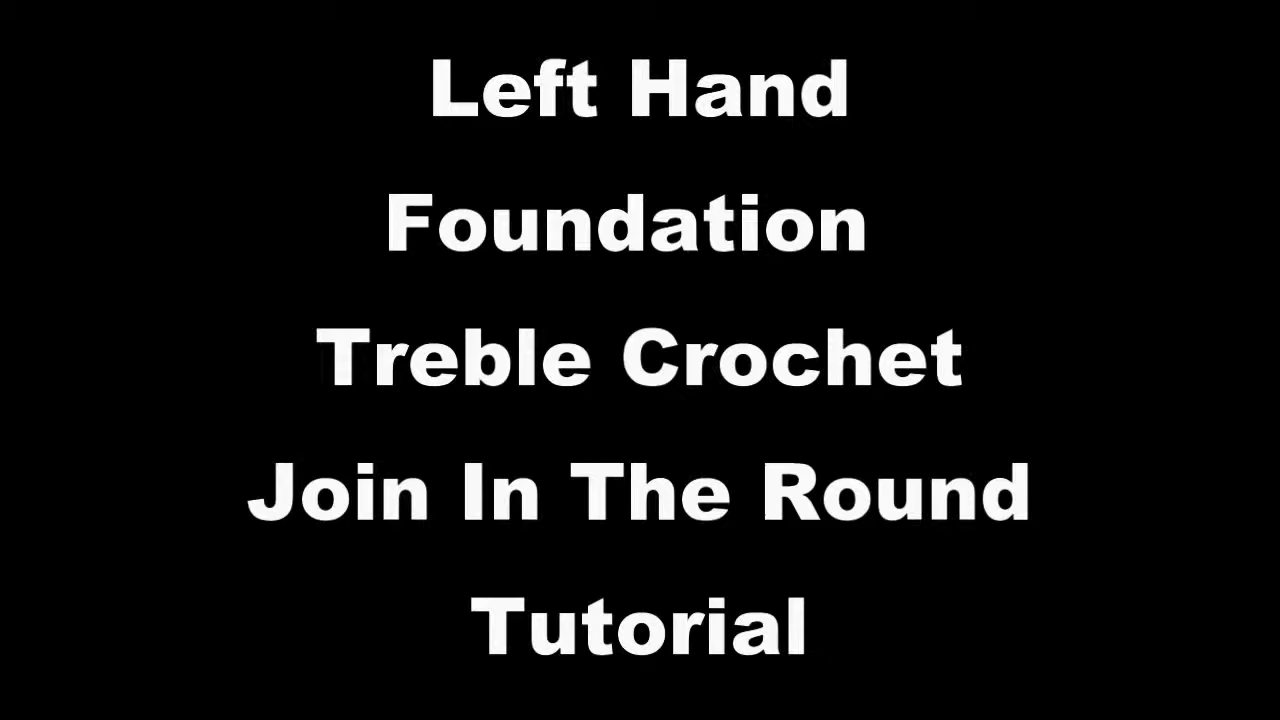 Left Hand
Foundation
Treble Crochet
Join In The Round
Tutorial